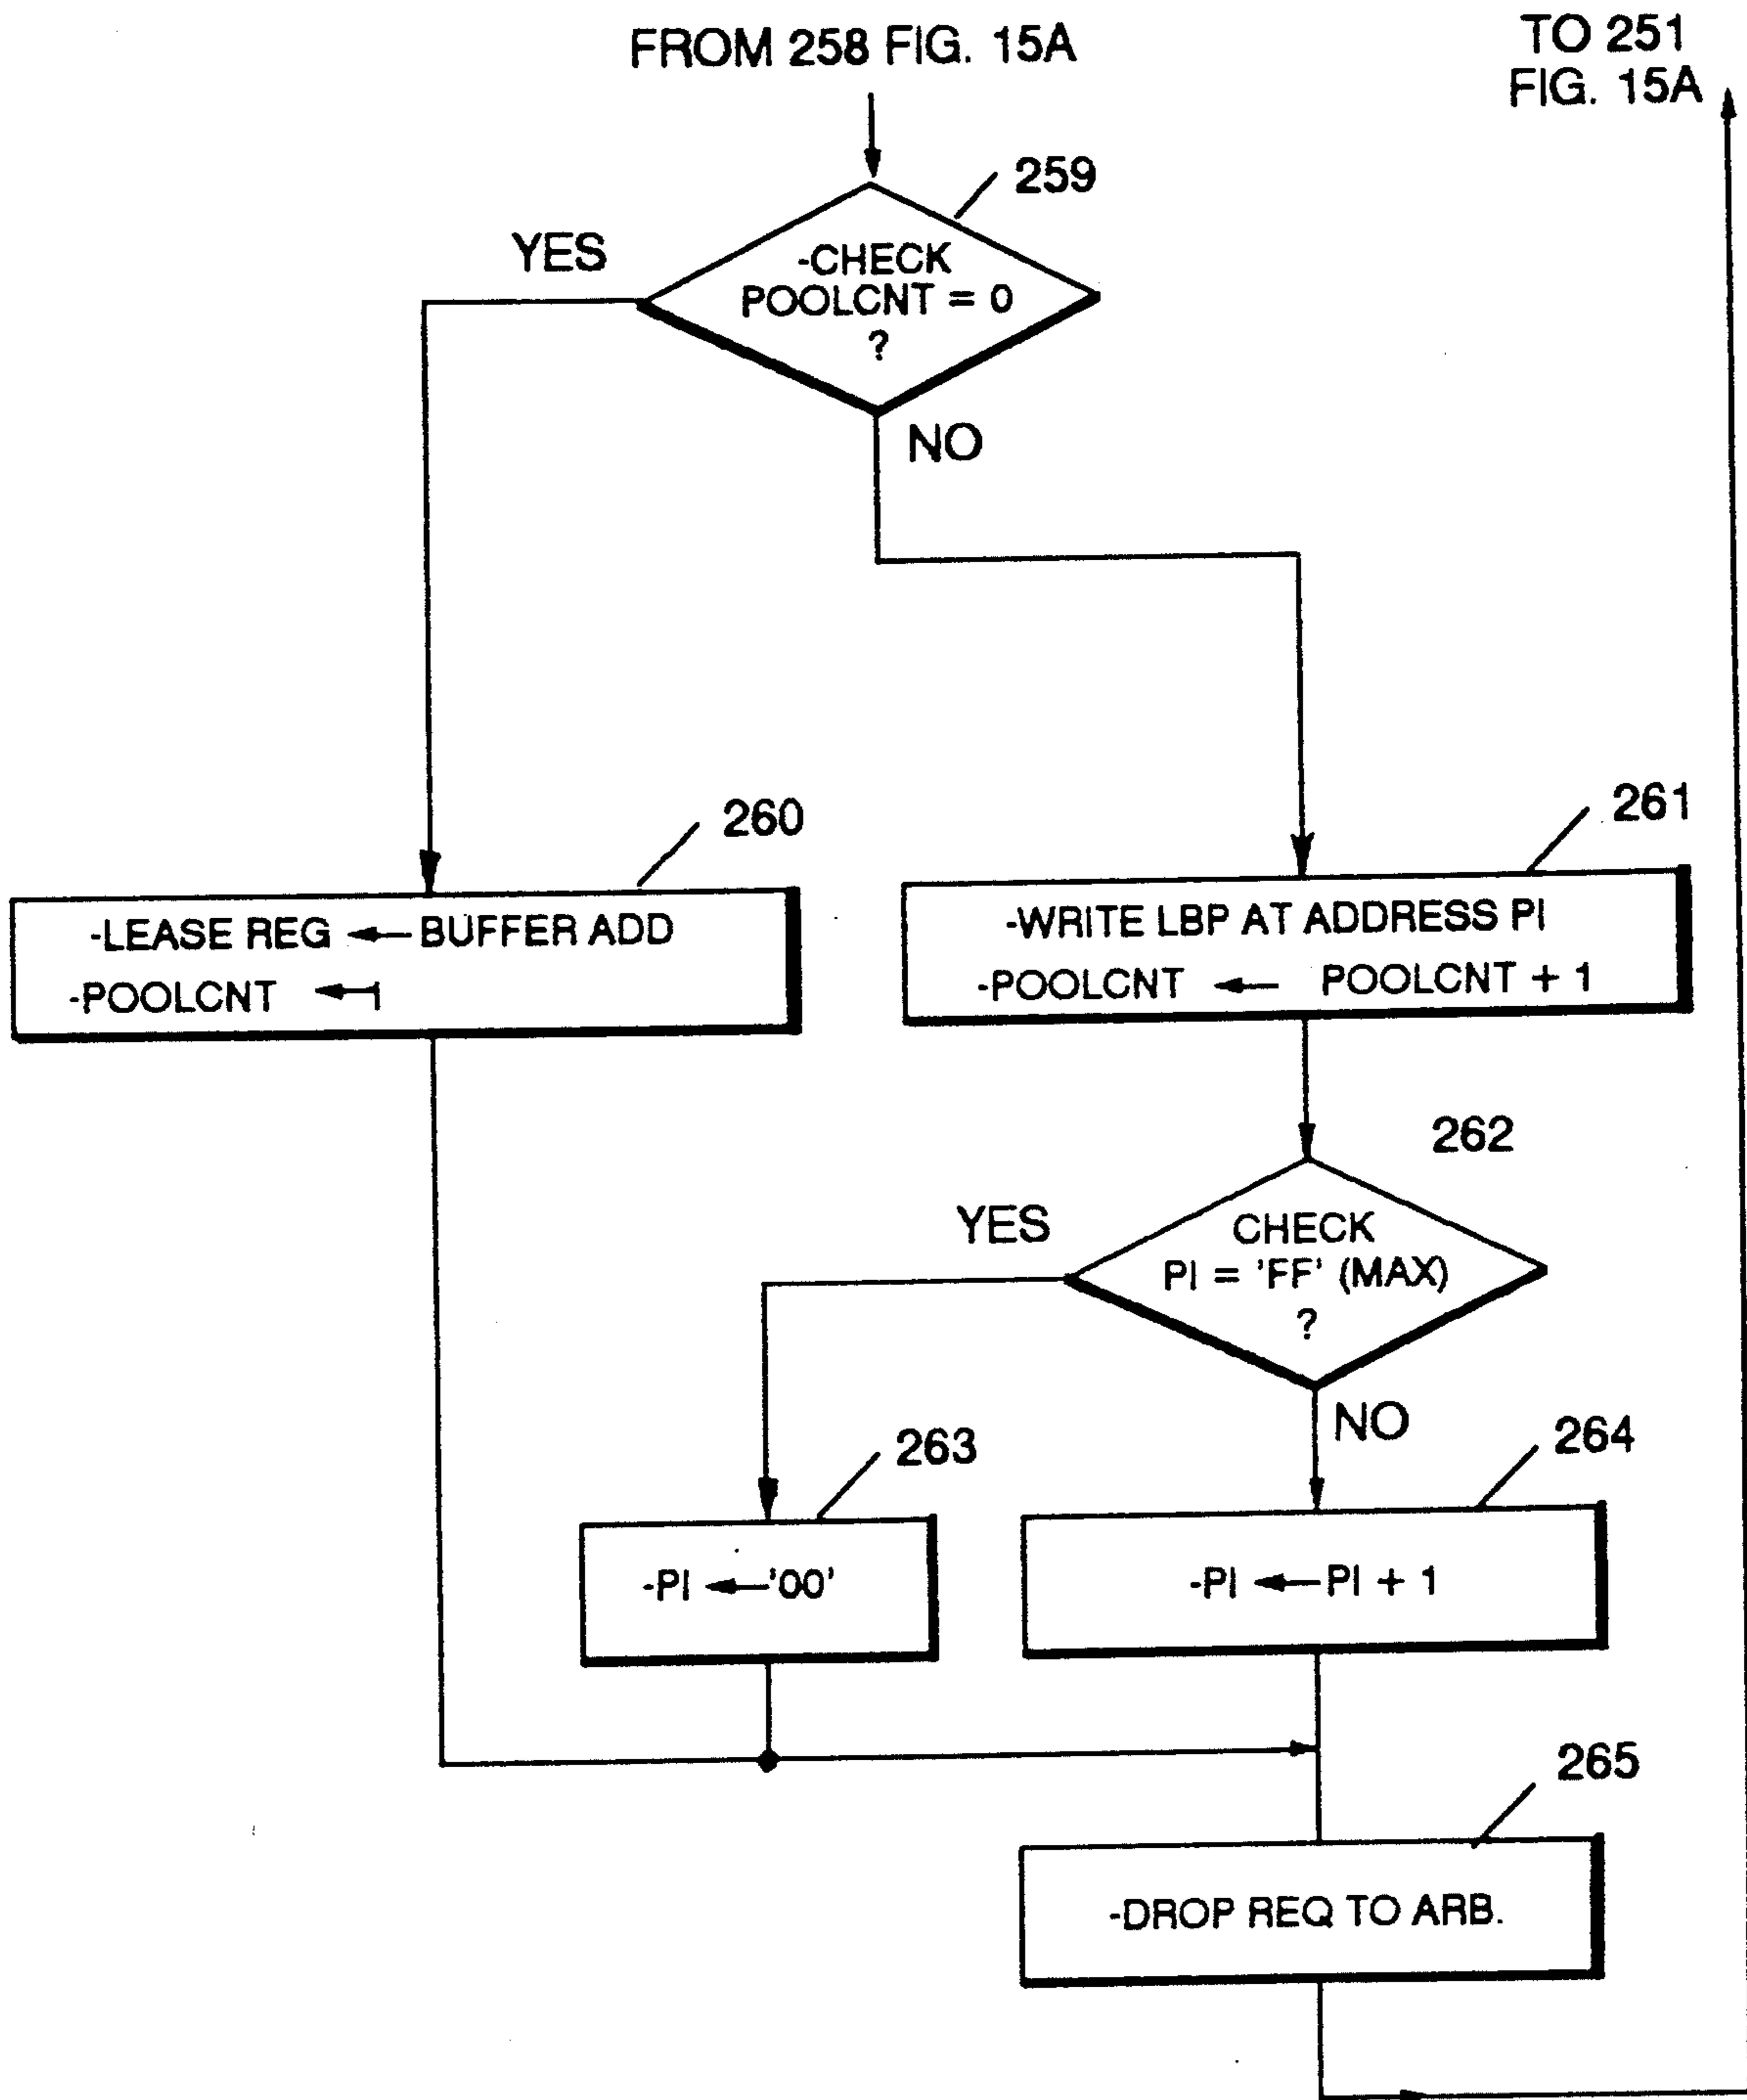 FROM 258 FIG. 15A
TO 251
FIG. 15A
259
YES
-CHECK
POOLCNT = 0
?
NO
260
-LEASE REG ← BUFFER ADD
-POOLCNT ← 1
261
-WRITE LBP AT ADDRESS PI
-POOLCNT ← POOLCNT + 1
262
YES
CHECK
PI = 'FF' (MAX)
?
NO
263
-PI ← '00'
264
-PI ← PI + 1
265
-DROP REQ TO ARB.